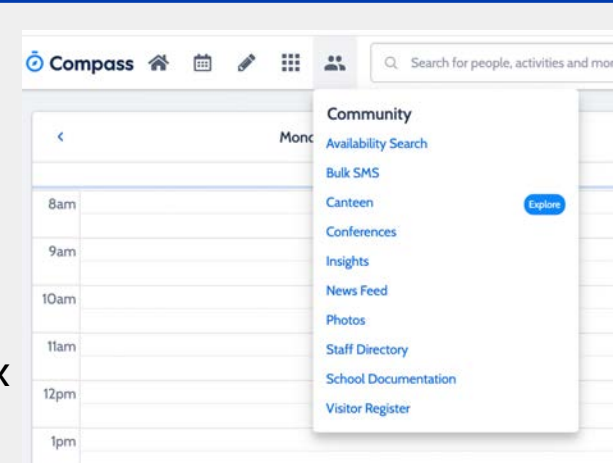 Compass
Search for people, activities and mor
Mond
Community
Availability Search
Bulk SMS
Canteen
Explore
Conferences
Insights
News Feed
Photos
Staff Directory
School Documentation
Visitor Register
8am
9am
10am
11am
x
12pm
1pm